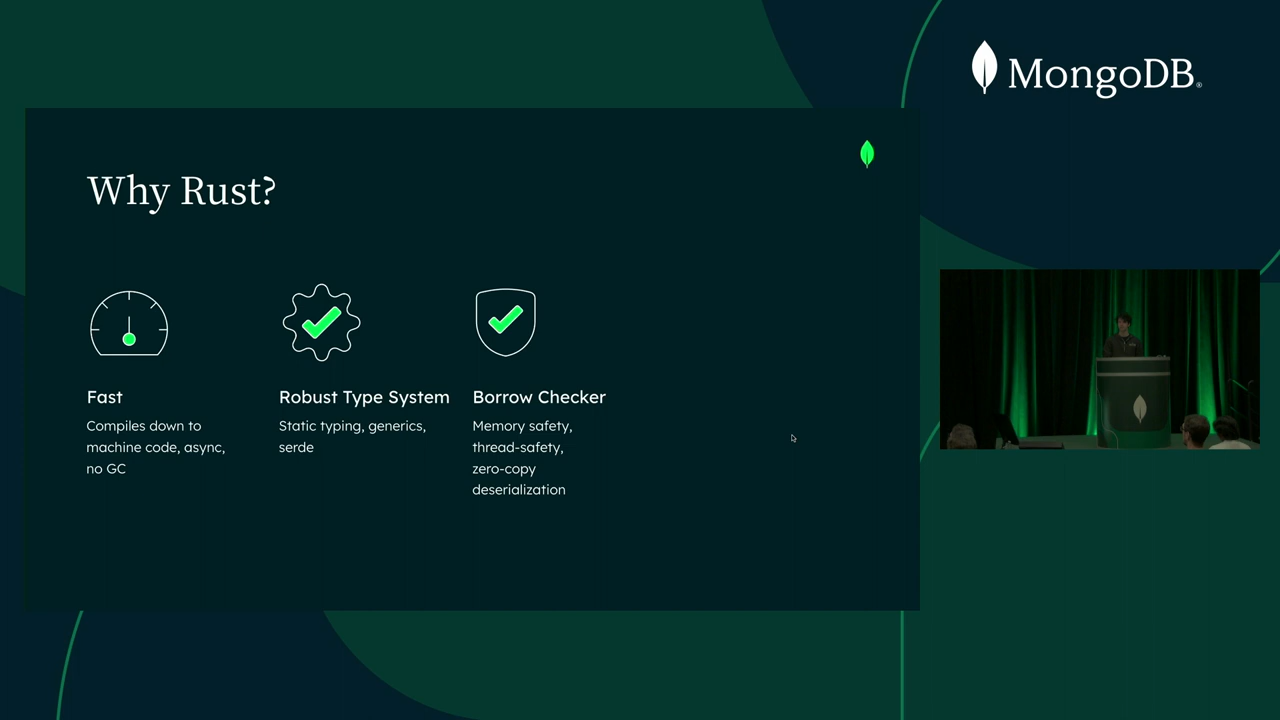 MongoDB®
Why Rust?
Fast
Compiles down to
machine code, async,
no GC
Robust Type System
Static typing, generics,
serde
Borrow Checker
Memory safety,
thread-safety,
zero-copy
deserialization